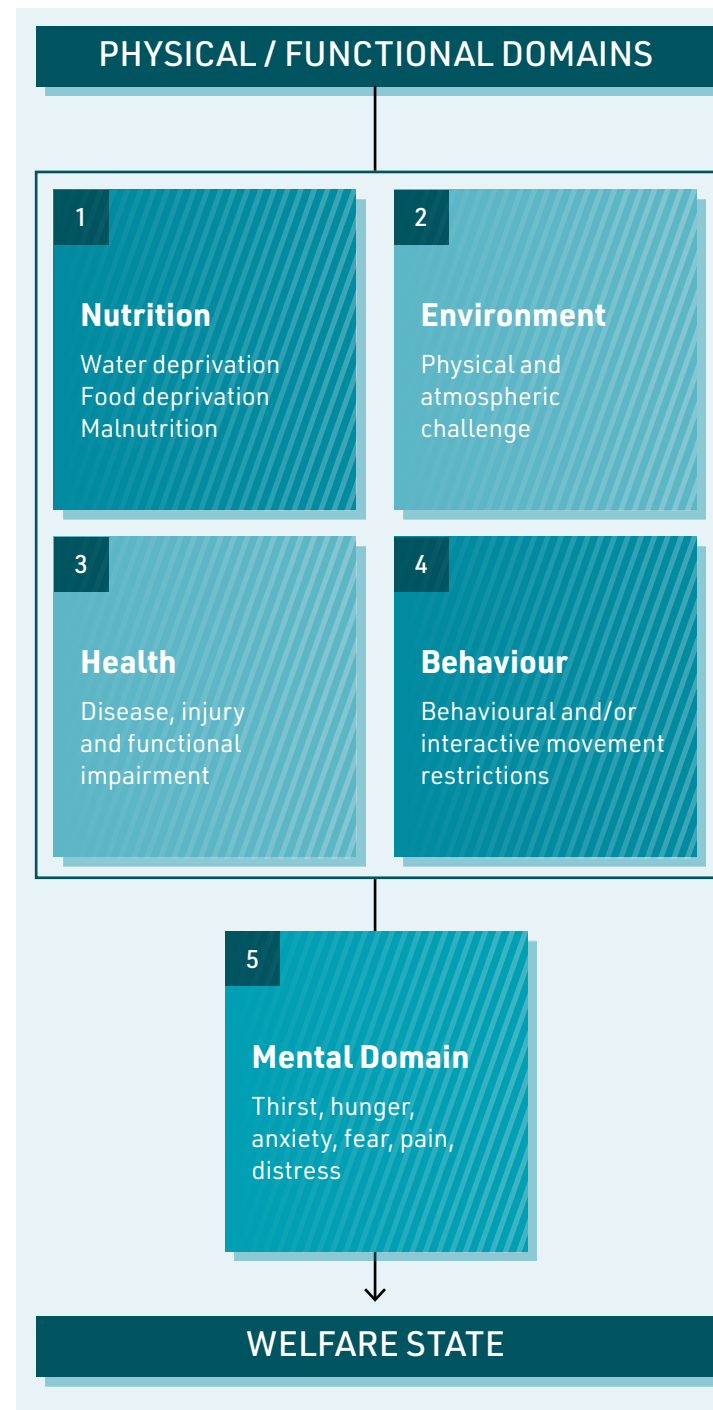 PHYSICAL / FUNCTIONAL DOMAINS
1
Nutrition
Water deprivation
Food deprivation
Malnutrition
2
Environment
Physical and
atmospheric
challenge
3
Health
Disease, injury
and functional
impairment
4
Behaviour
Behavioural and/or
interactive movement
restrictions
5
Mental Domain
Thirst, hunger,
anxiety, fear, pain,
distress
WELFARE STATE